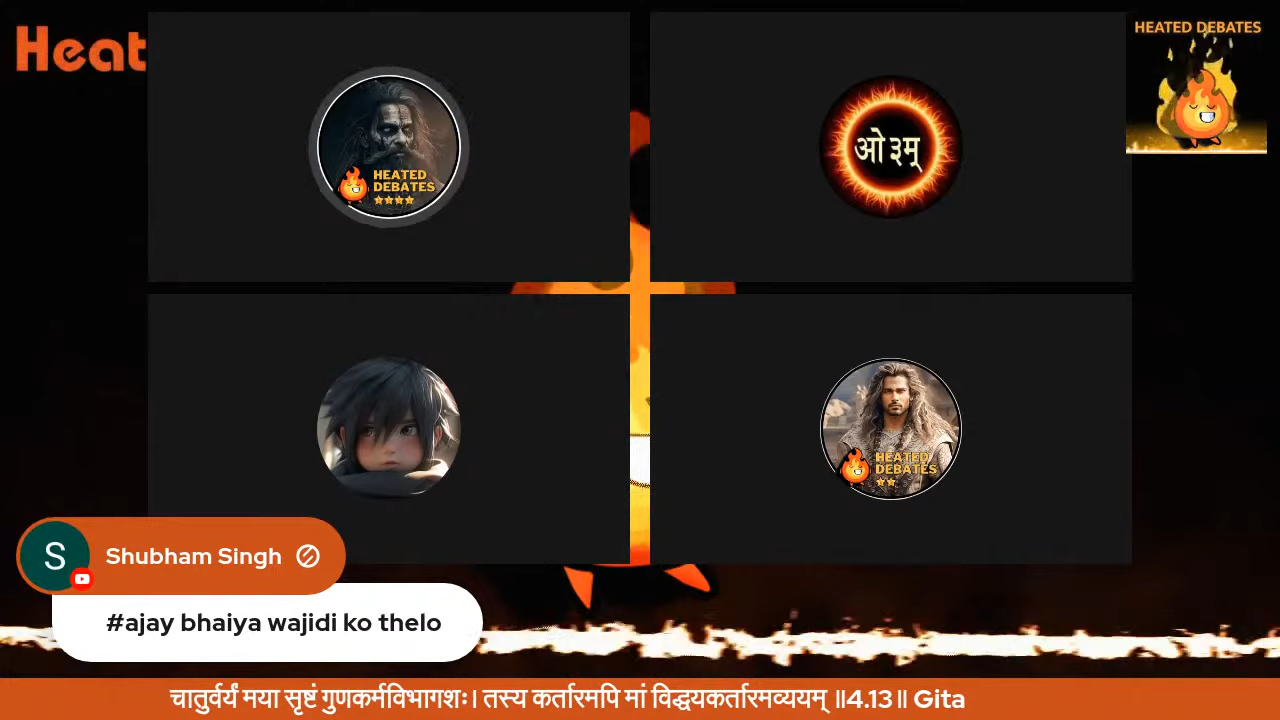 Heat
HEATED DEBATES
HEATED
DEBATES
ओ३म्
HEATED
DEBATES
S
Shubham Singh
#ajay bhaiya wajidi ko thelo
चातुर्वर्यं मया सृष्टं गुणकर्मविभागशः। तस्य कर्तारमपि मां विद्धयकर्तारमव्ययम् ॥4.13॥ Gita